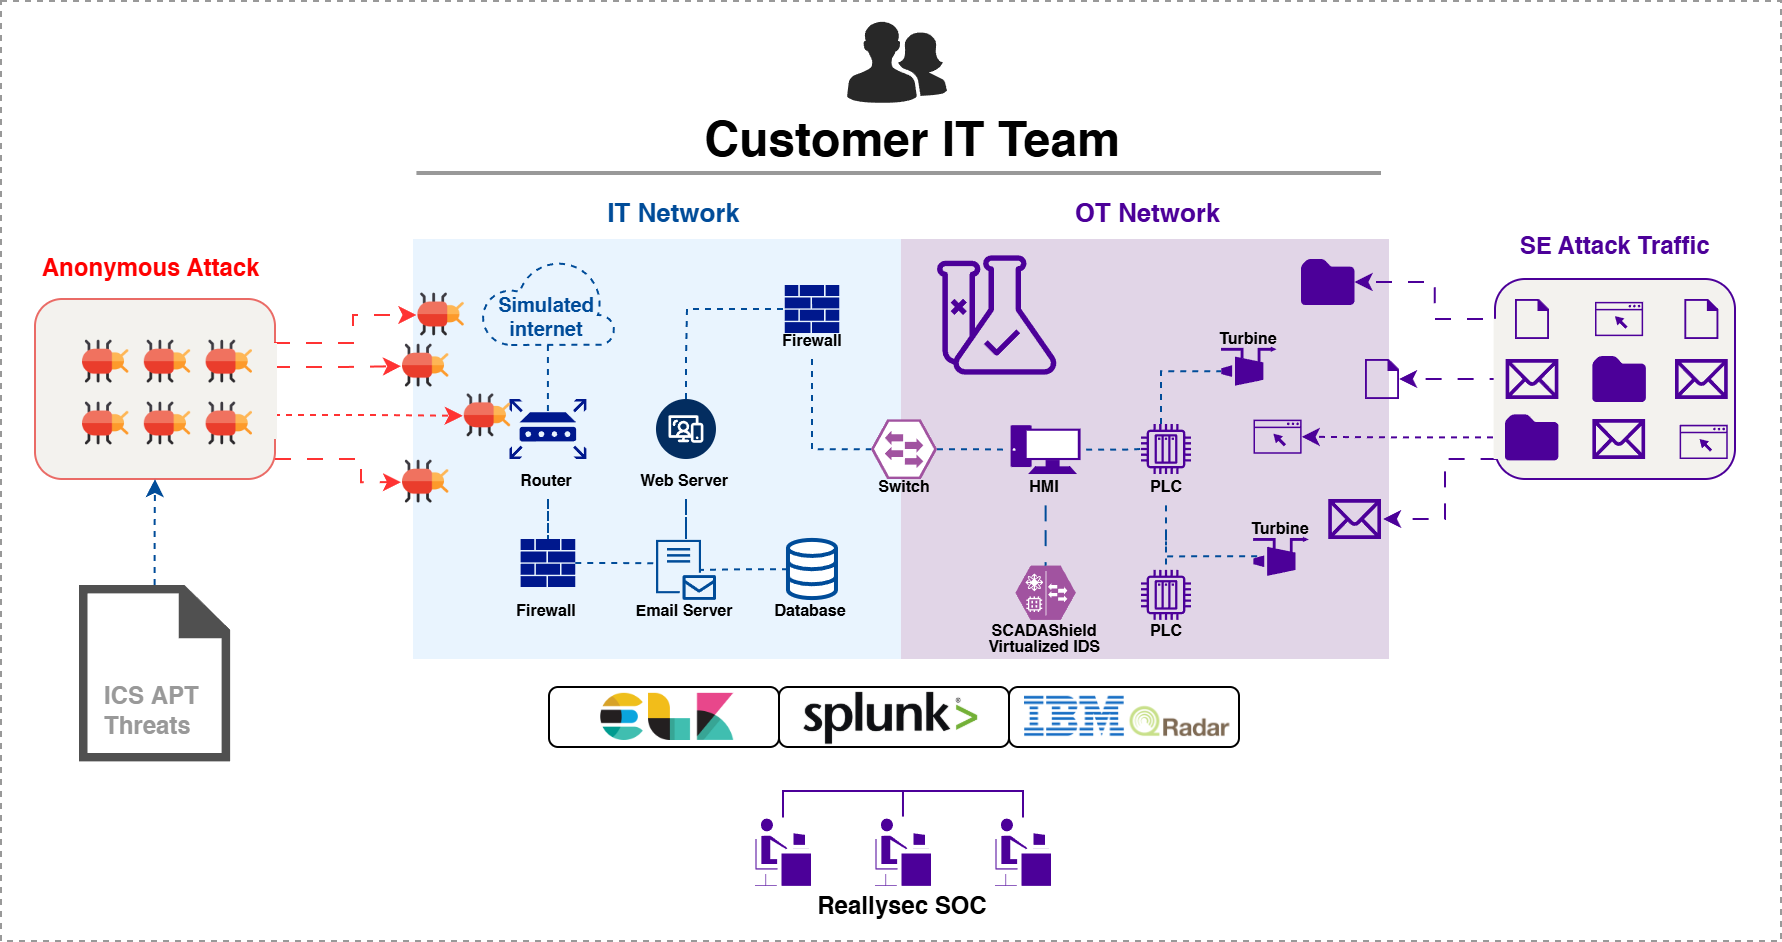 Customer IT Team
IT Network
OT Network
SE Attack Traffic
Anonymous Attack
Simulated
internet
Firewall
Turbine
Router
Web Server
Switch
HMI
PLC
Turbine
Firewall
Email Server
Database
SCADAShield
Virtualized IDS
PLC
ICS APT
Threats
ELK
splunk®>
IBM QRadar
Reallysec SOC